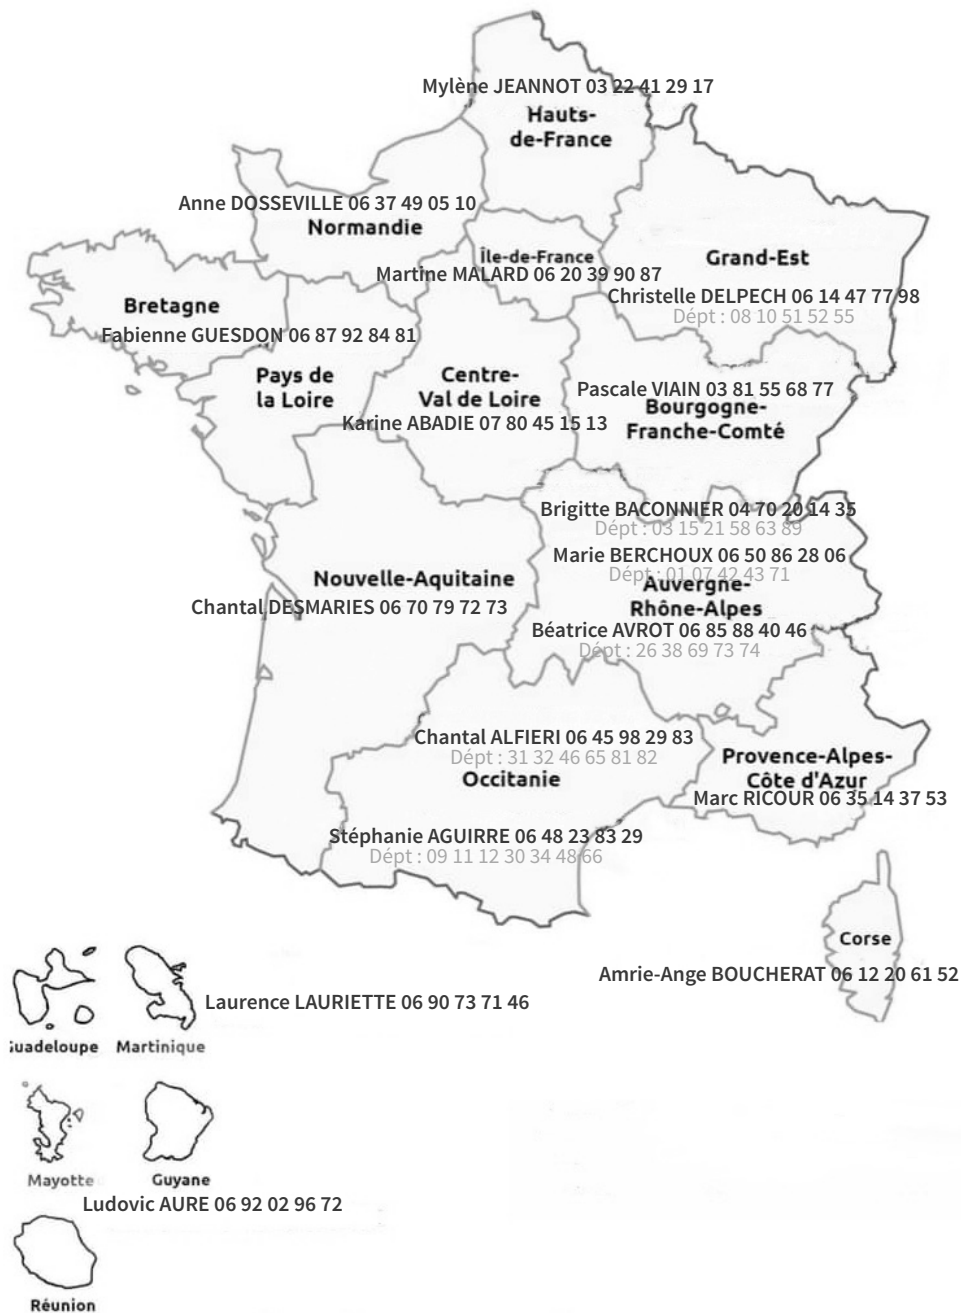 Mylène JEANNOT 03 22 41 29 17
Hauts-
de-France
Anne DOSSEVILLE 06 37 49 05 10
Normandie
Île-de-France
Grand-Est
Martine MALARD 06 20 39 90 87
Christelle DELPECH 06 14 47 77 98
Dépt : 08 10 51 52 55
Bretagne
Fabienne GUESDON 06 87 92 84 81
Pays de
la Loire
Centre-
Val de Loire
Pascale VIAIN 03 81 55 68 77
Bourgogne-
Franche-Comté
Karine ABADIE 07 80 45 15 13
Brigitte BACONNIER 04 70 20 14 35
Dépt : 03 15 21 58 63 89
Marie BERCHOUX 06 50 86 28 06
Dépt : 01 07 42 43 71
Auvergne-
Rhône-Alpes
Nouvelle-Aquitaine
Chantal DESMARIES 06 70 79 72 73
Béatrice AVROT 06 85 88 40 46
Dépt : 26 38 69 73 74
Chantal ALFIERI 06 45 98 29 83
Dépt : 31 32 46 65 81 82
Occitanie
Provence-Alpes-
Côte d'Azur
Marc RICOUR 06 35 14 37 53
Stéphanie AGUIRRE 06 48 23 83 29
Dépt : 09 11 12 30 34 48 66
Corse
Amrie-Ange BOUCHERAT 06 12 20 61 52
Laurence LAURIETTE 06 90 73 71 46
uadeloupe Martinique
Mayotte Guyane
Ludovic AURE 06 92 02 96 72
Réunion